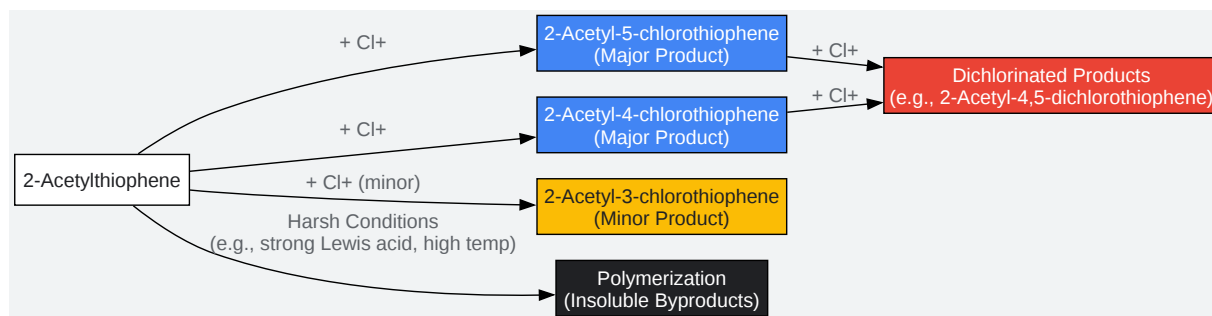 + Cl+
2-Acetyl-5-chlorothiophene
(Major Product)
+ Cl+
Dichlorinated Products
(e.g., 2-Acetyl-4,5-dichlorothiophene)
+ Cl+
2-Acetyl-4-chlorothiophene
(Major Product)
+ Cl+
2-Acetylthiophene
+ Cl+ (minor)
2-Acetyl-3-chlorothiophene
(Minor Product)
Harsh Conditions
(e.g., strong Lewis acid, high temp)
Polymerization
(Insoluble Byproducts)